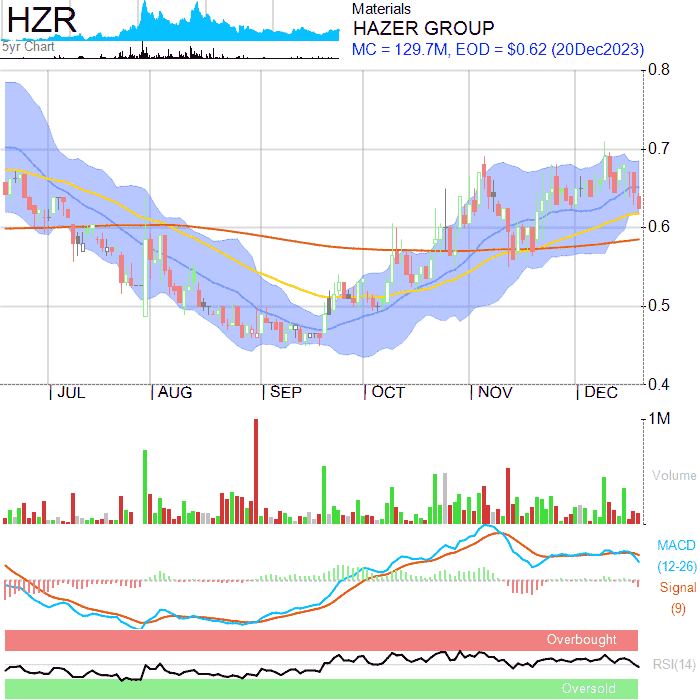 HZR
5yr Chart
Materials
HAZER GROUP
MC = 129.7M, EOD = $0.62 (20Dec2023)
0.8
0.7
0.6
0.5
0.4
JUL AUG SEP OCT NOV DEC
1M
Volume
MACD
(12-26)
Signal
(9)
Overbought
RSI(14)
Oversold